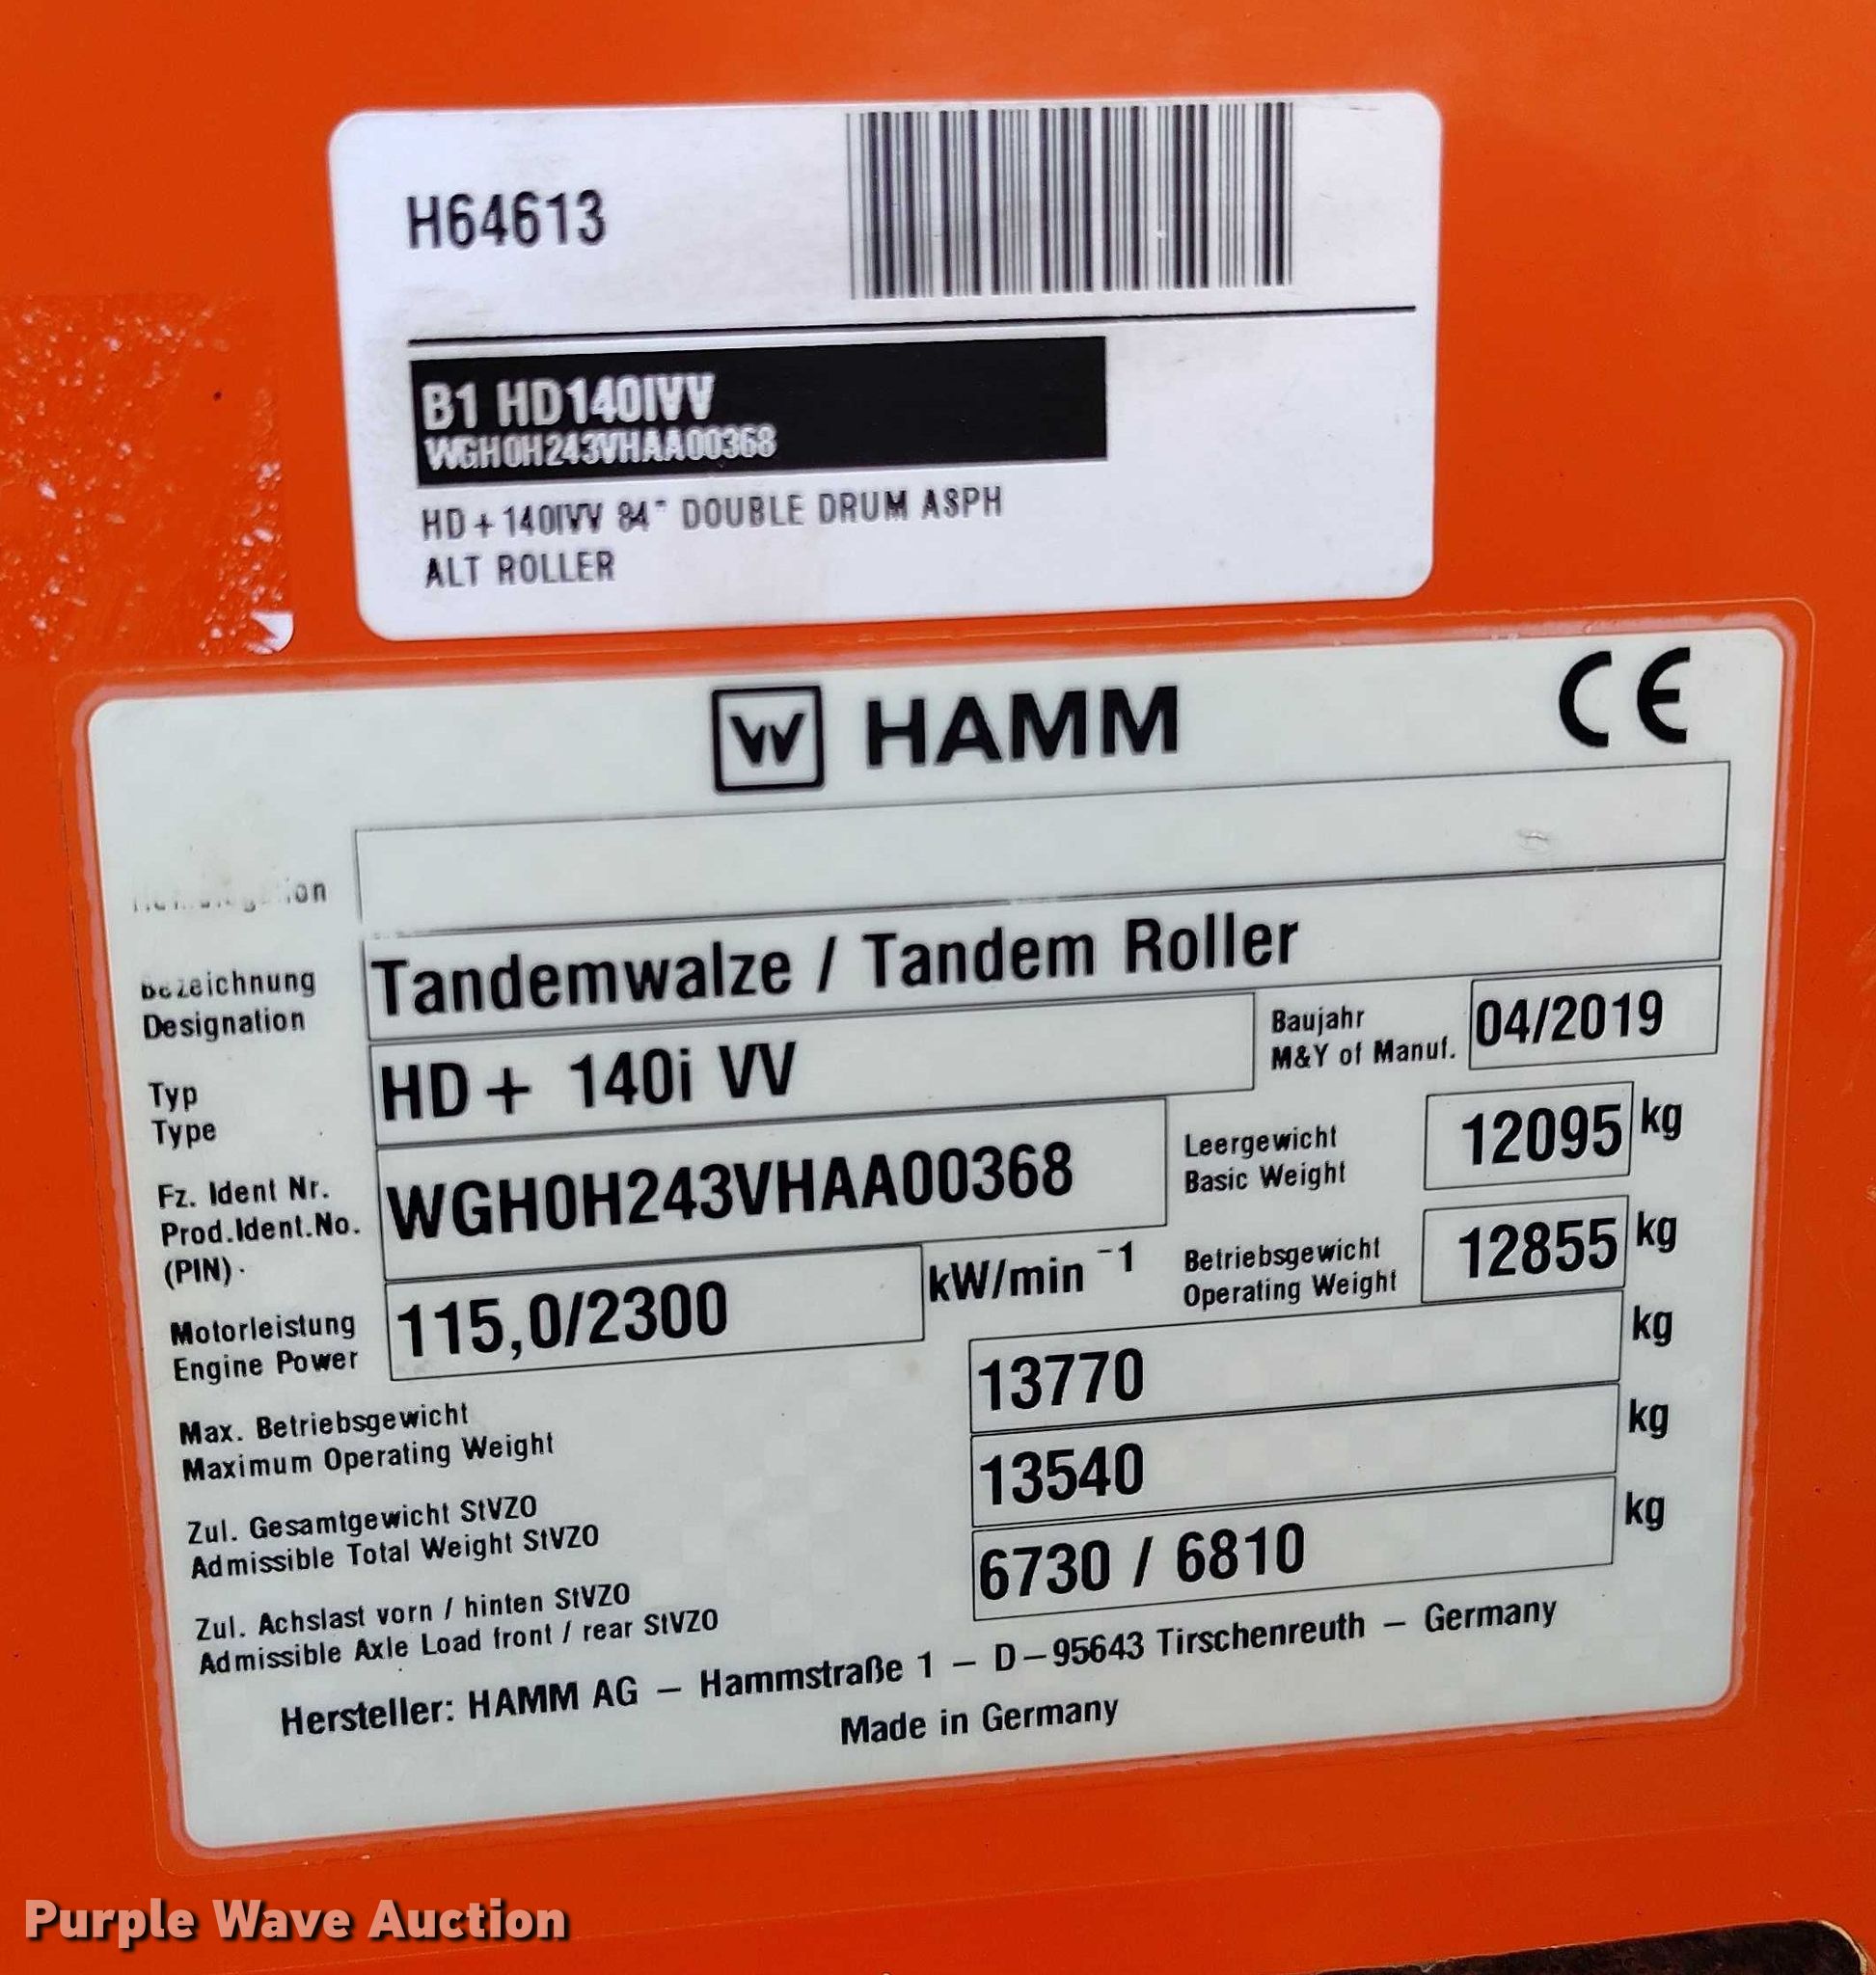 H64613
B1 HD140IVV
WGH0H243VHAA00368
HD+140IVV 84" DOUBLE DRUM ASPH
ALT ROLLER
W HAMM CE
Bezeichnung
Designation
Tandemwalze / Tandem Roller
Typ
Type
HD+ 140i VV
Baujahr
M&Y of Manuf.
04/2019
Fz. Ident Nr.
Prod.Ident.No.
(PIN)
WGH0H243VHAA00368
Leergewicht
Basic Weight
12095 kg
Motorleistung
Engine Power
115,0/2300 kW/min -1
Betriebsgewicht
Operating Weight
12855 kg
Max. Betriebsgewicht
Maximum Operating Weight
13770 kg
Zul. Gesamtgewicht StVZO
Admissible Total Weight StVZO
13540 kg
Zul. Achslast vorn / hinten StVZO
Admissible Axle Load front / rear StVZO
6730 / 6810 kg
Hersteller: HAMM AG – Hammstraße 1 – D–95643 Tirschenreuth – Germany
Made in Germany
Purple Wave Auction